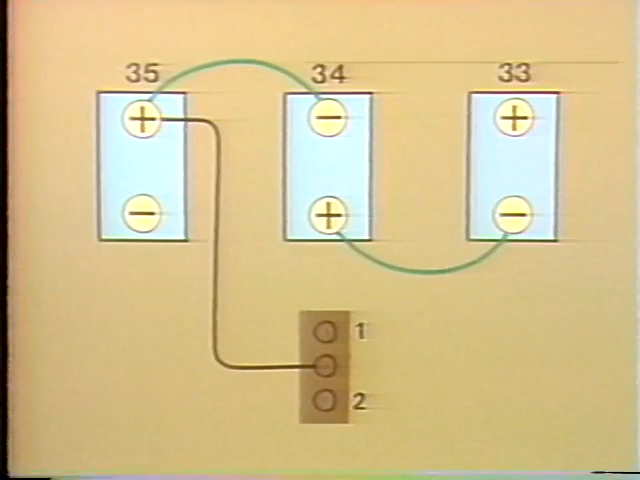 35 34 33
+ − +
− + −
1
2